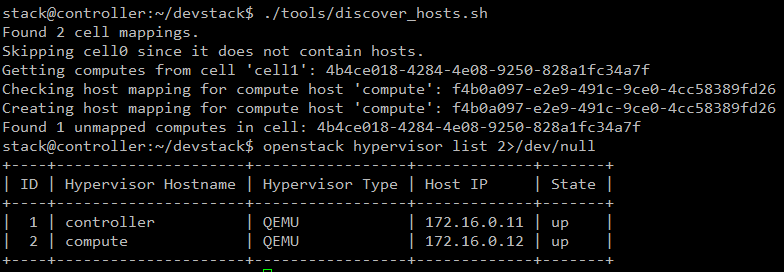 stack@controller:~/devstack$ ./tools/discover_hosts.sh
Found 2 cell mappings.
Skipping cell0 since it does not contain hosts.
Getting computes from cell 'cell1': 4b4ce018-4284-4e08-9250-828a1fc34a7f
Checking host mapping for compute host 'compute': f4b0a097-e2e9-491c-9ce0-4cc58389fd26
Creating host mapping for compute host 'compute': f4b0a097-e2e9-491c-9ce0-4cc58389fd26
Found 1 unmapped computes in cell: 4b4ce018-4284-4e08-9250-828a1fc34a7f
stack@controller:~/devstack$ openstack hypervisor list 2>/dev/null
+----+---------------------+-----------------+-------------+-------+
| ID | Hypervisor Hostname | Hypervisor Type | Host IP     | State |
+----+---------------------+-----------------+-------------+-------+
|  1 | controller          | QEMU            | 172.16.0.11 | up    |
|  2 | compute             | QEMU            | 172.16.0.12 | up    |
+----+---------------------+-----------------+-------------+-------+